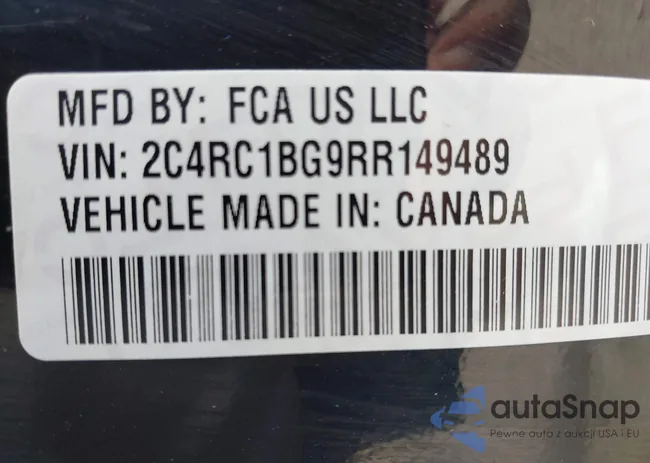 MFD BY: FCA US LLC
VIN: 2C4RC1BG9RR149489
VEHICLE MADE IN: CANADA
autaSnap
Pewne auta z aukcji USA i EU